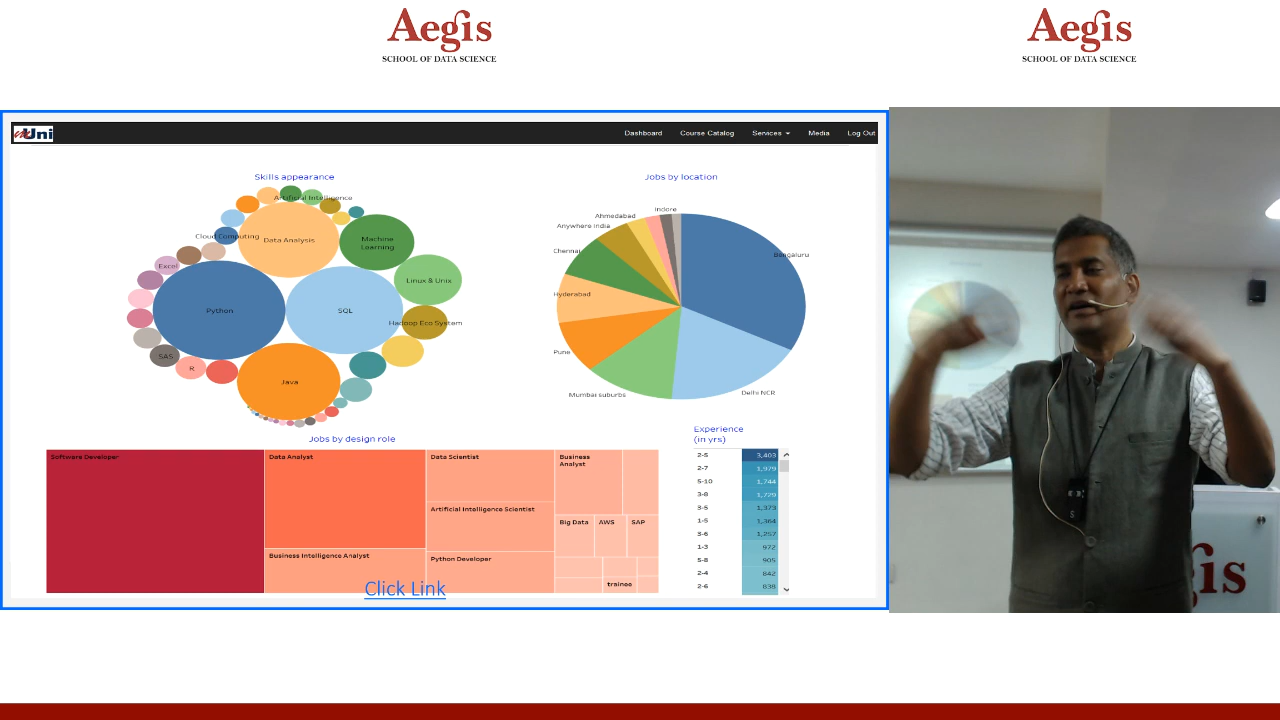 Aegis
SCHOOL OF DATA SCIENCE
Aegis
SCHOOL OF DATA SCIENCE
mUni
Dashboard Course Catalog Services Media Log Out
Skills appearance
Artificial Intelligence
Cloud Computing
Data Analysis
Machine
Learning
Excel
Linux & Unix
Python
SQL
Hadoop Eco System
SAS
R
Java
Jobs by location
Indore
Ahmedabad
Anywhere India
Chennai
Bengaluru
Hyderabad
Pune
Mumbai suburbs
Delhi NCR
Jobs by design role
Software Developer
Data Analyst
Business Intelligence Analyst
Data Scientist
Artificial Intelligence Scientist
Python Developer
Business
Analyst
Big Data
AWS
SAP
trainee
Click Link
Experience
(in yrs)
2-5 3,403
2-7 1,979
5-10 1,744
3-8 1,729
3-5 1,373
1-5 1,364
3-6 1,257
1-3 972
5-8 905
2-4 842
2-6 838
egis